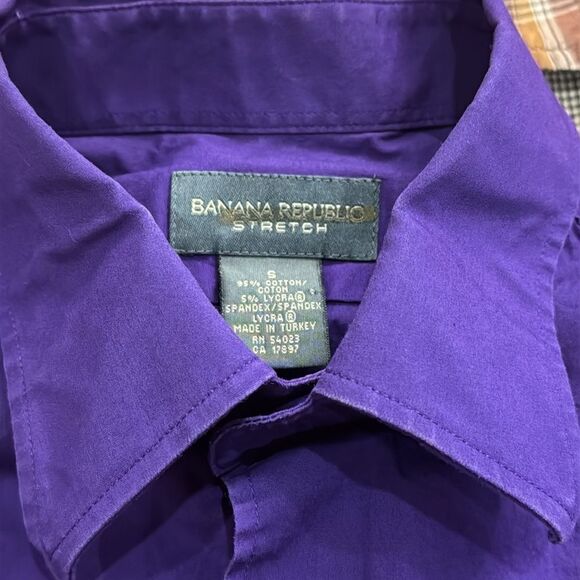 BANANA REPUBLIC
STRETCH
S
95% COTTON/
COTON
5% LYCRA®
SPANDEX/SPANDEX
LYCRA®
MADE IN TURKEY
RN 54023
CA 17897